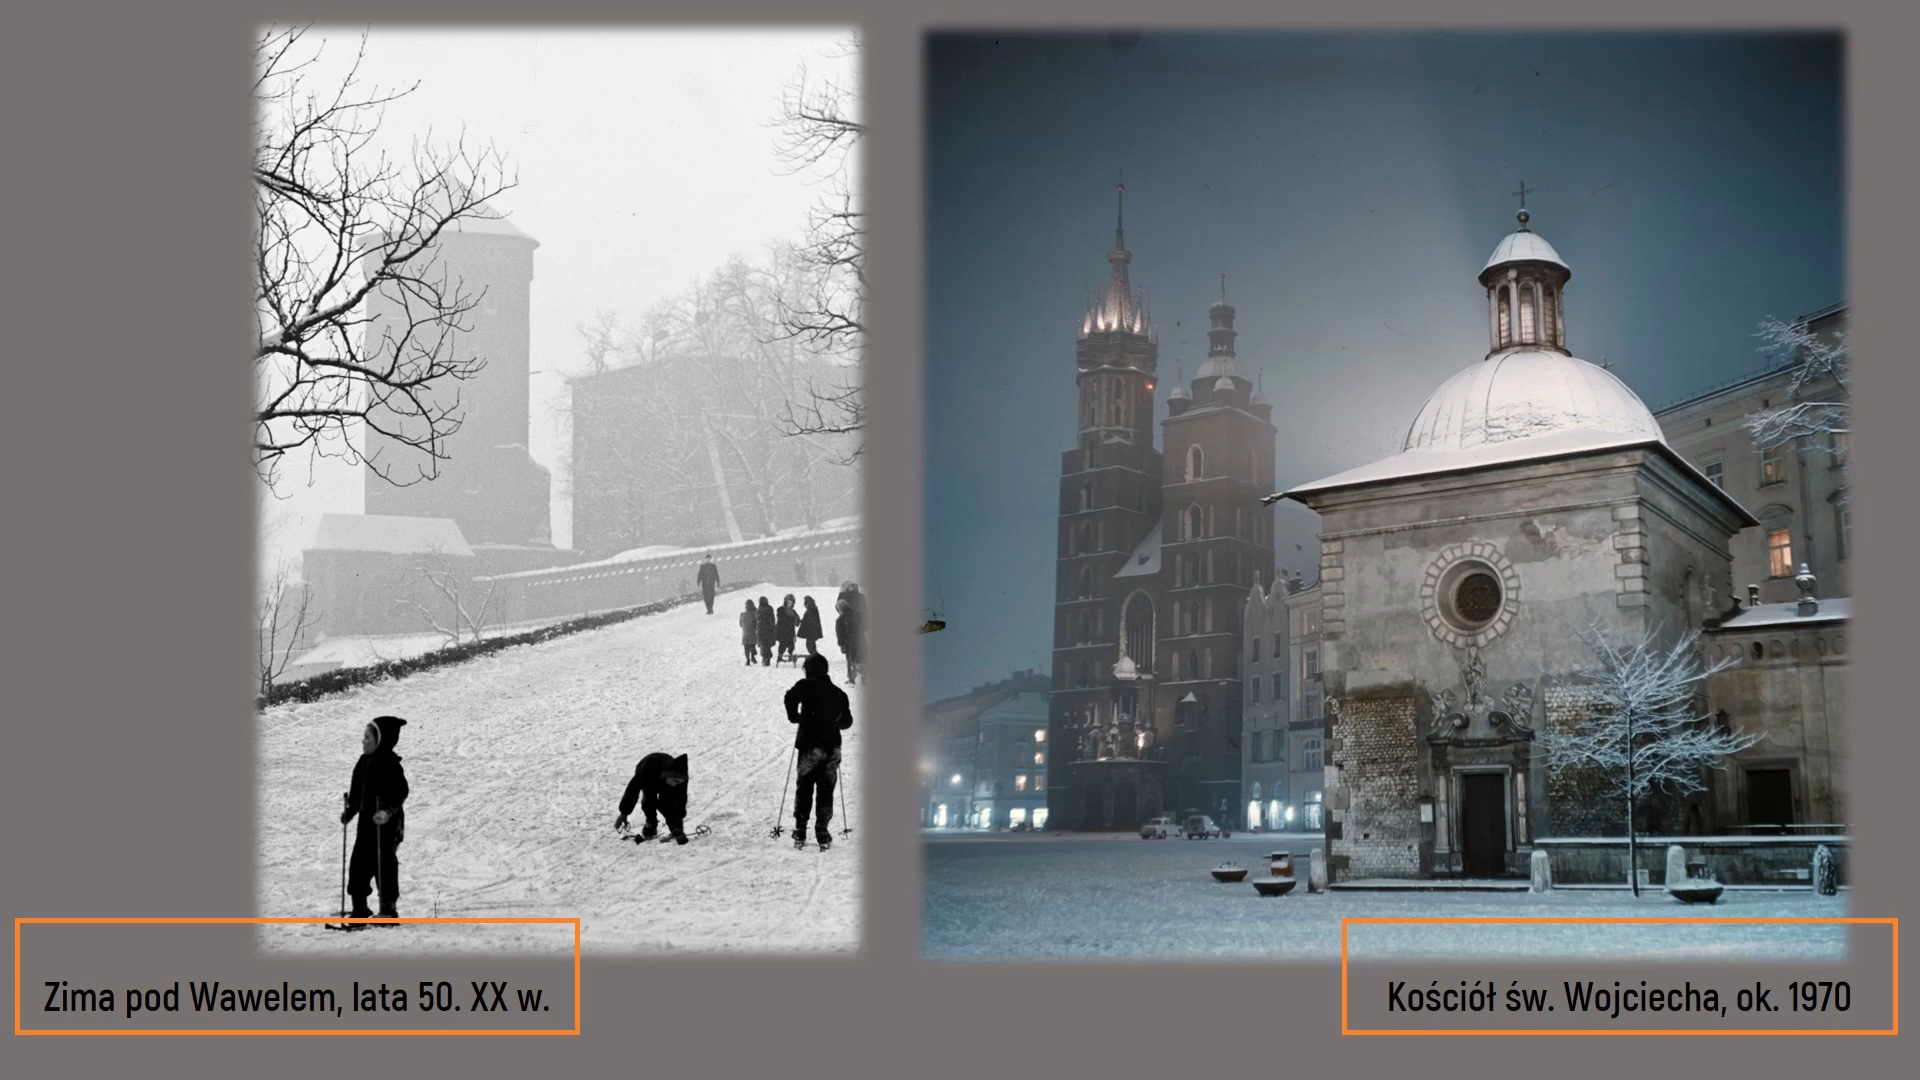 Zima pod Wawelem, lata 50. XX w.
Kościół św. Wojciecha, ok. 1970